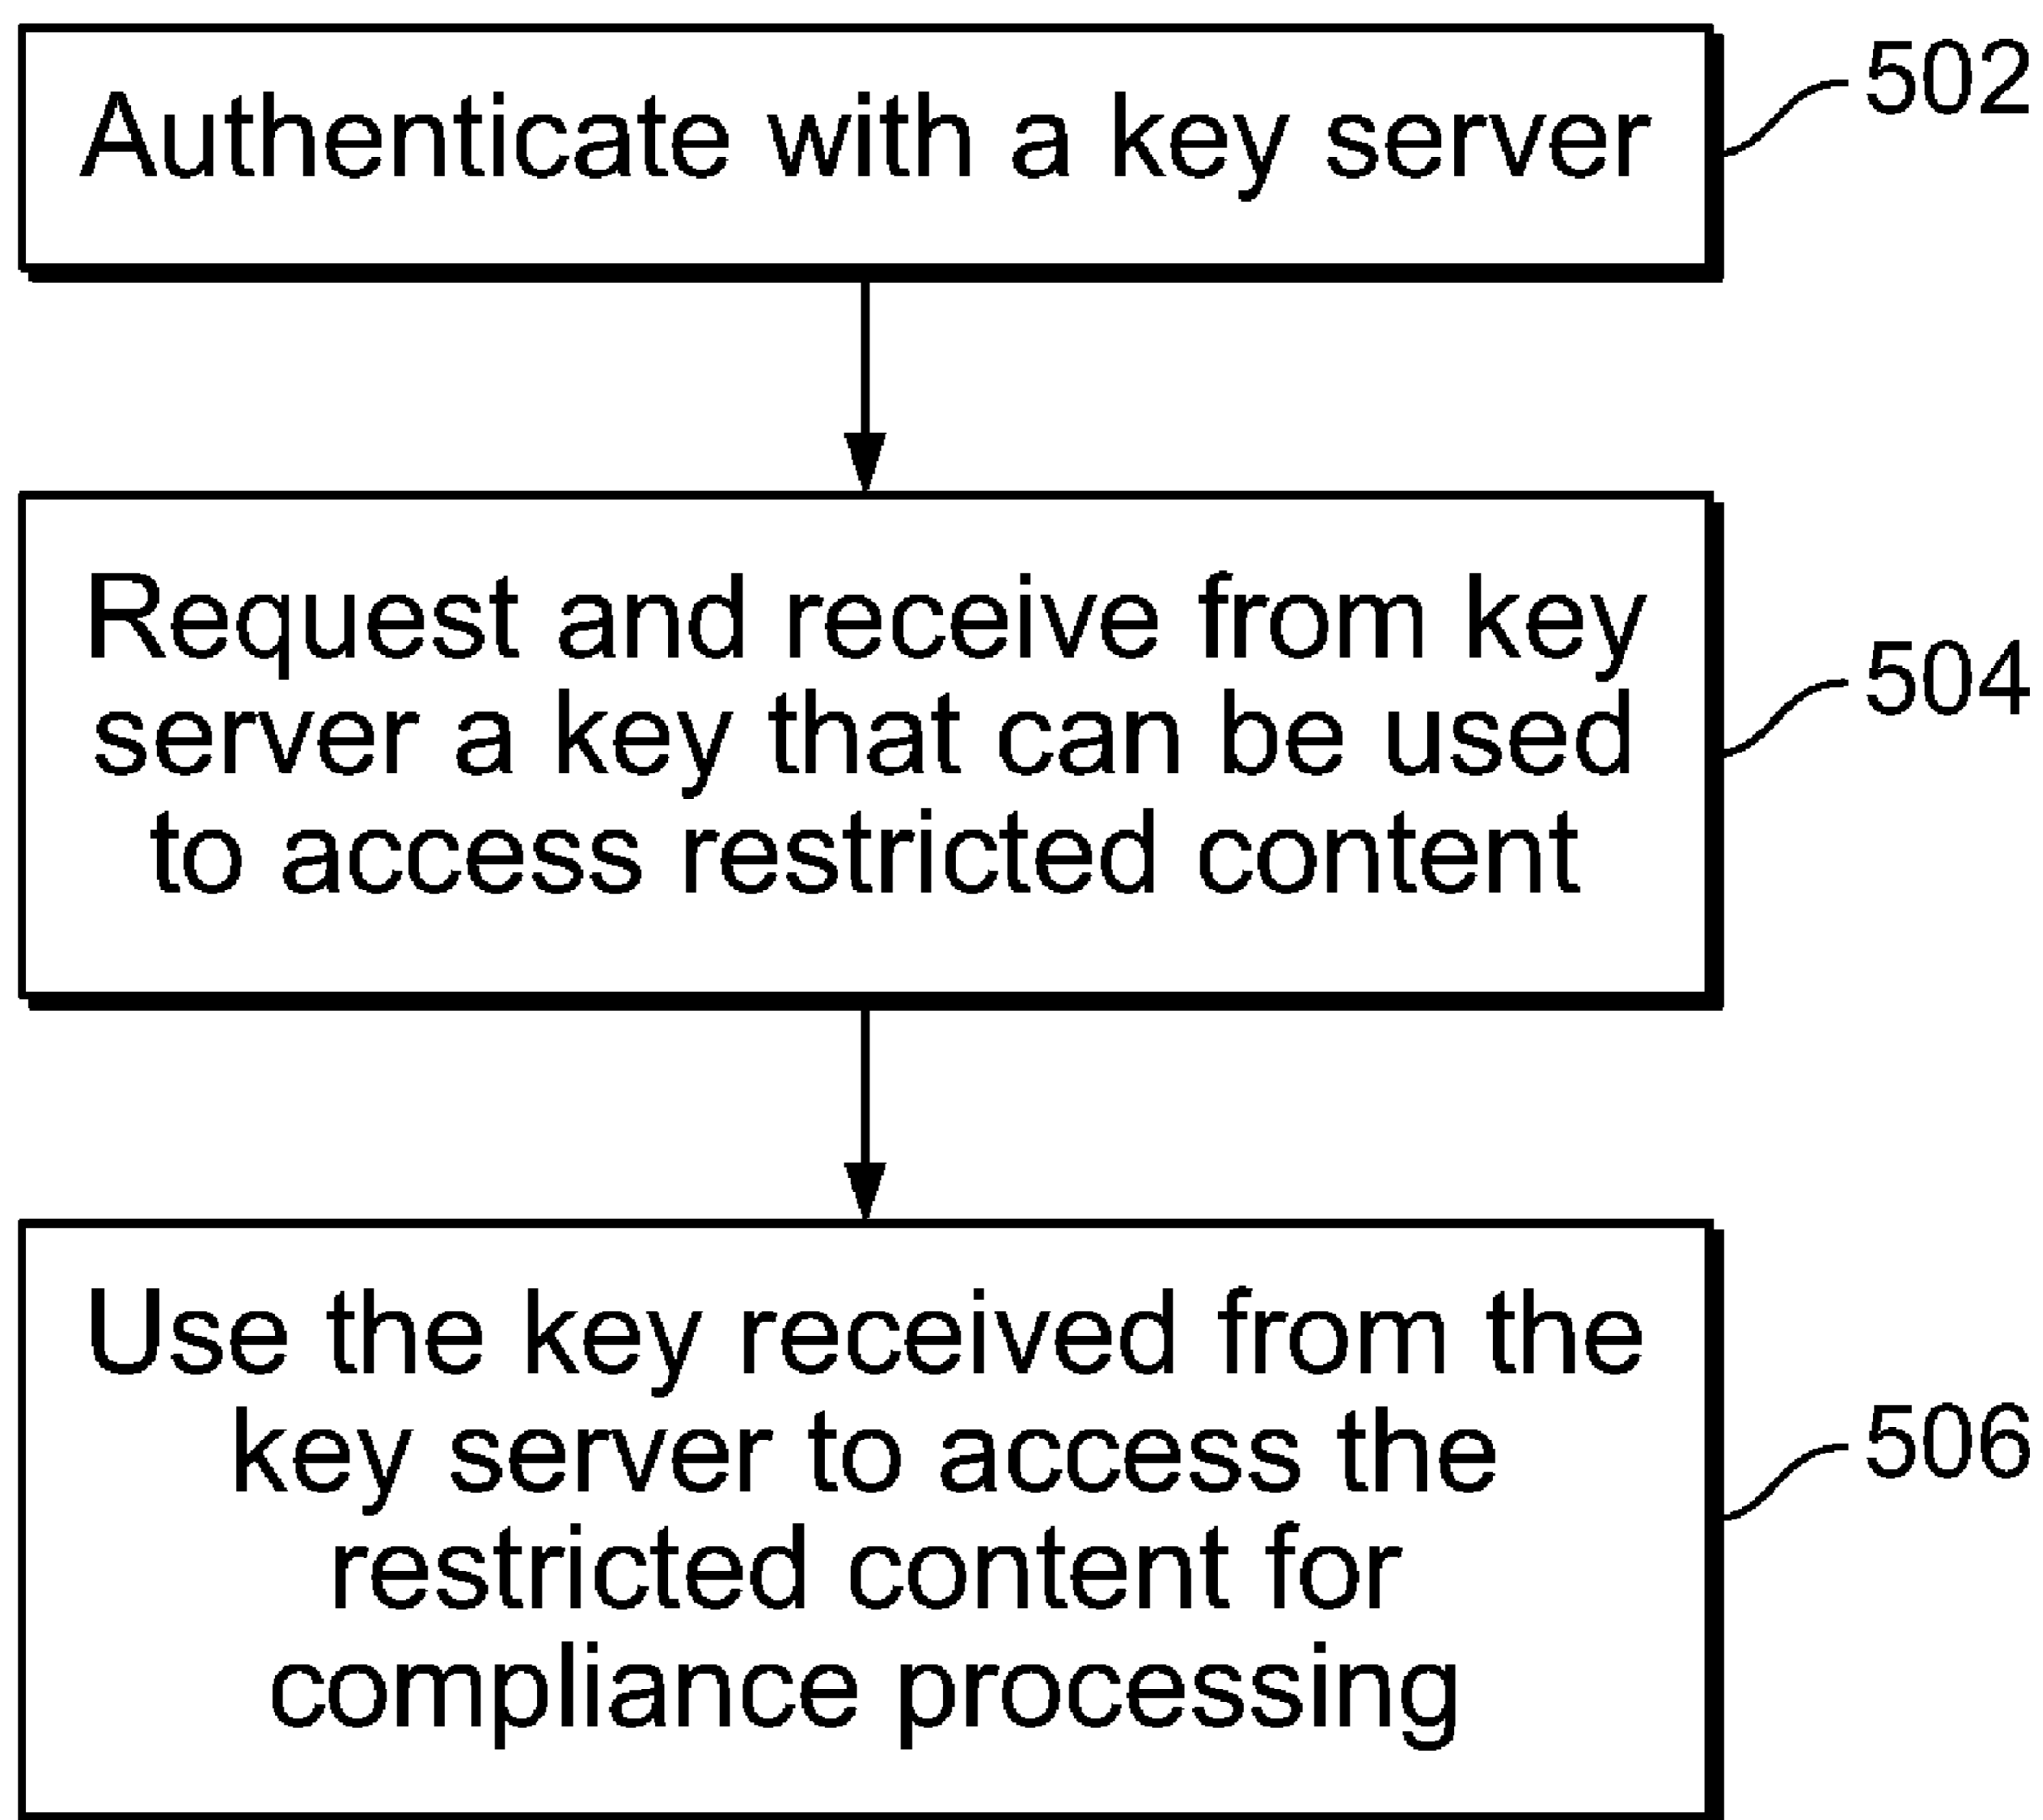 Authenticate with a key server
502
Request and receive from key
server a key that can be used
to access restricted content
504
Use the key received from the
key server to access the
restricted content for
compliance processing
506